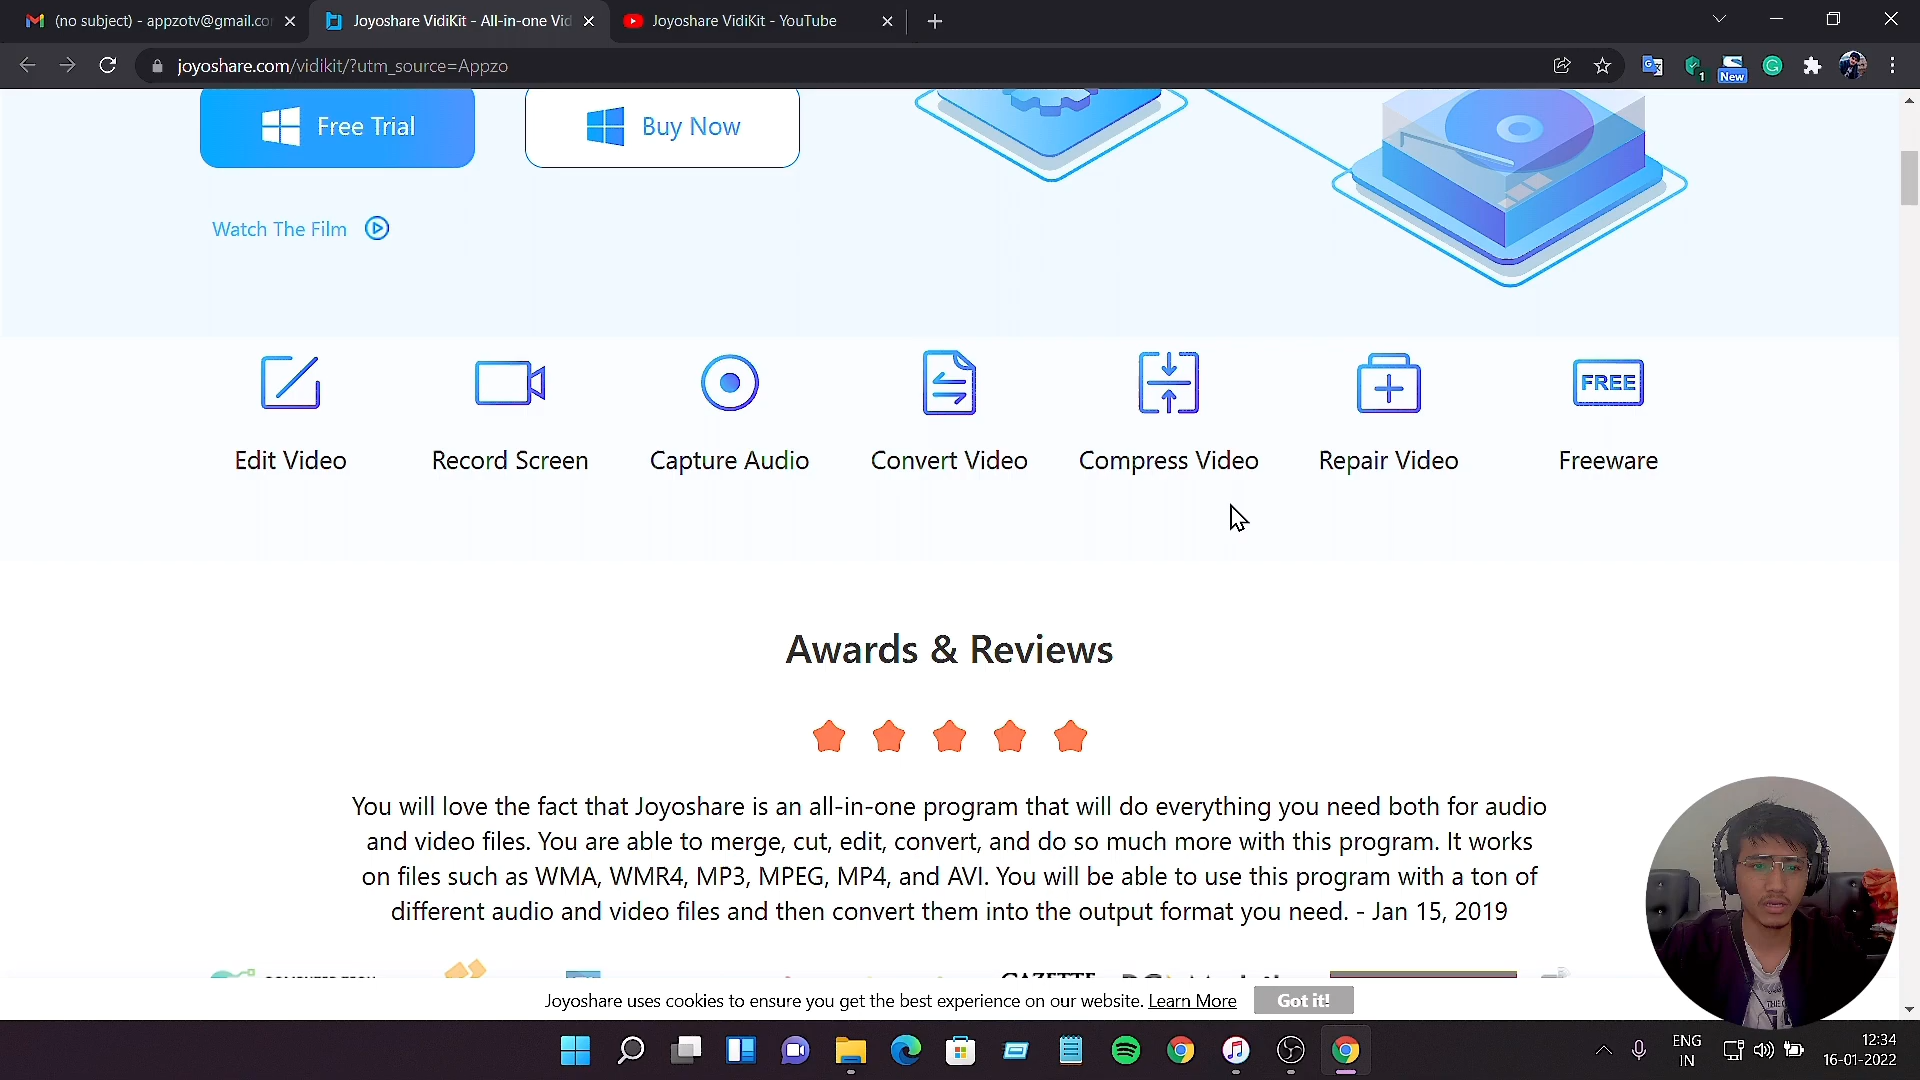 (no subject) - appzotv@gmail.co
Joyoshare VidiKit - All-in-one Vid
Joyoshare VidiKit - YouTube
joyoshare.com/vidikit/?utm_source=Appzo
1
New
Free Trial
Buy Now
Watch The Film
FREE
Edit Video
Record Screen
Capture Audio
Convert Video
Compress Video
Repair Video
Freeware
Awards & Reviews
You will love the fact that Joyoshare is an all-in-one program that will do everything you need both for audio
and video files. You are able to merge, cut, edit, convert, and do so much more with this program. It works
on files such as WMA, WMR4, MP3, MPEG, MP4, and AVI. You will be able to use this program with a ton of
different audio and video files and then convert them into the output format you need. - Jan 15, 2019
Joyoshare uses cookies to ensure you get the best experience on our website. Learn More
Got it!
ENG
IN
12:34
16-01-2022